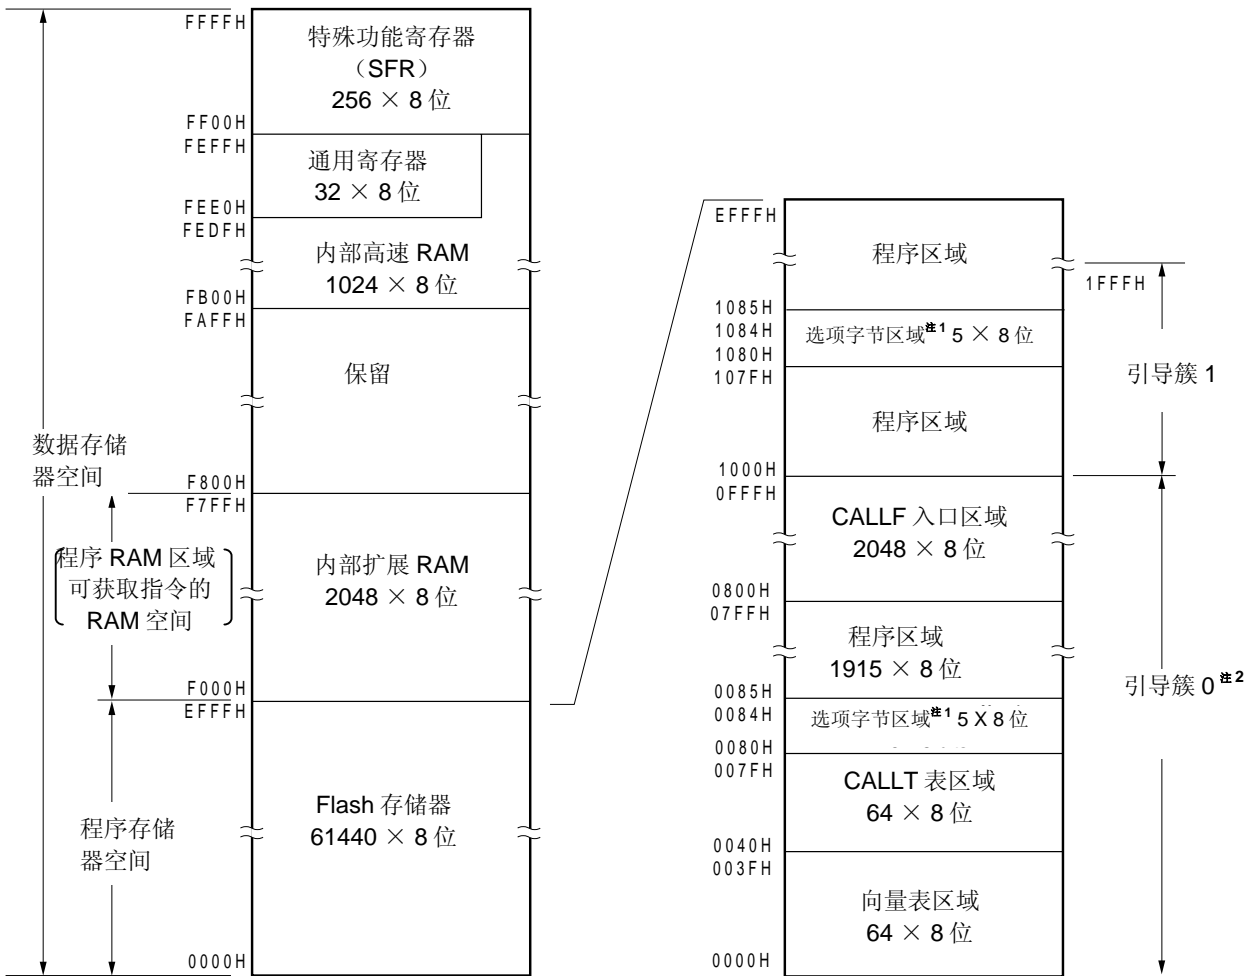 FFFFH
特殊功能寄存器
（SFR）
256 × 8 位
FF00H
FEFFH
通用寄存器
32 × 8 位
FEE0H
FEDFH
内部高速 RAM
1024 × 8 位
FB00H
FAFFH
保留
数据存储
器空间
F800H
F7FFH
程序 RAM 区域
可获取指令的
RAM 空间
内部扩展 RAM
2048 × 8 位
F000H
EFFFH
程序存储
器空间
Flash 存储器
61440 × 8 位
0000H
EFFFH
程序区域
1FFFH
1085H
1084H
选项字节区域注1 5 × 8 位
1080H
107FH
引导簇 1
程序区域
1000H
0FFFH
CALLF 入口区域
2048 × 8 位
0800H
07FFH
程序区域
1915 × 8 位
引导簇 0注2
0085H
0084H
选项字节区域注1 5 X 8 位
0080H
007FH
CALLT 表区域
64 × 8 位
0040H
003FH
向量表区域
64 × 8 位
0000H